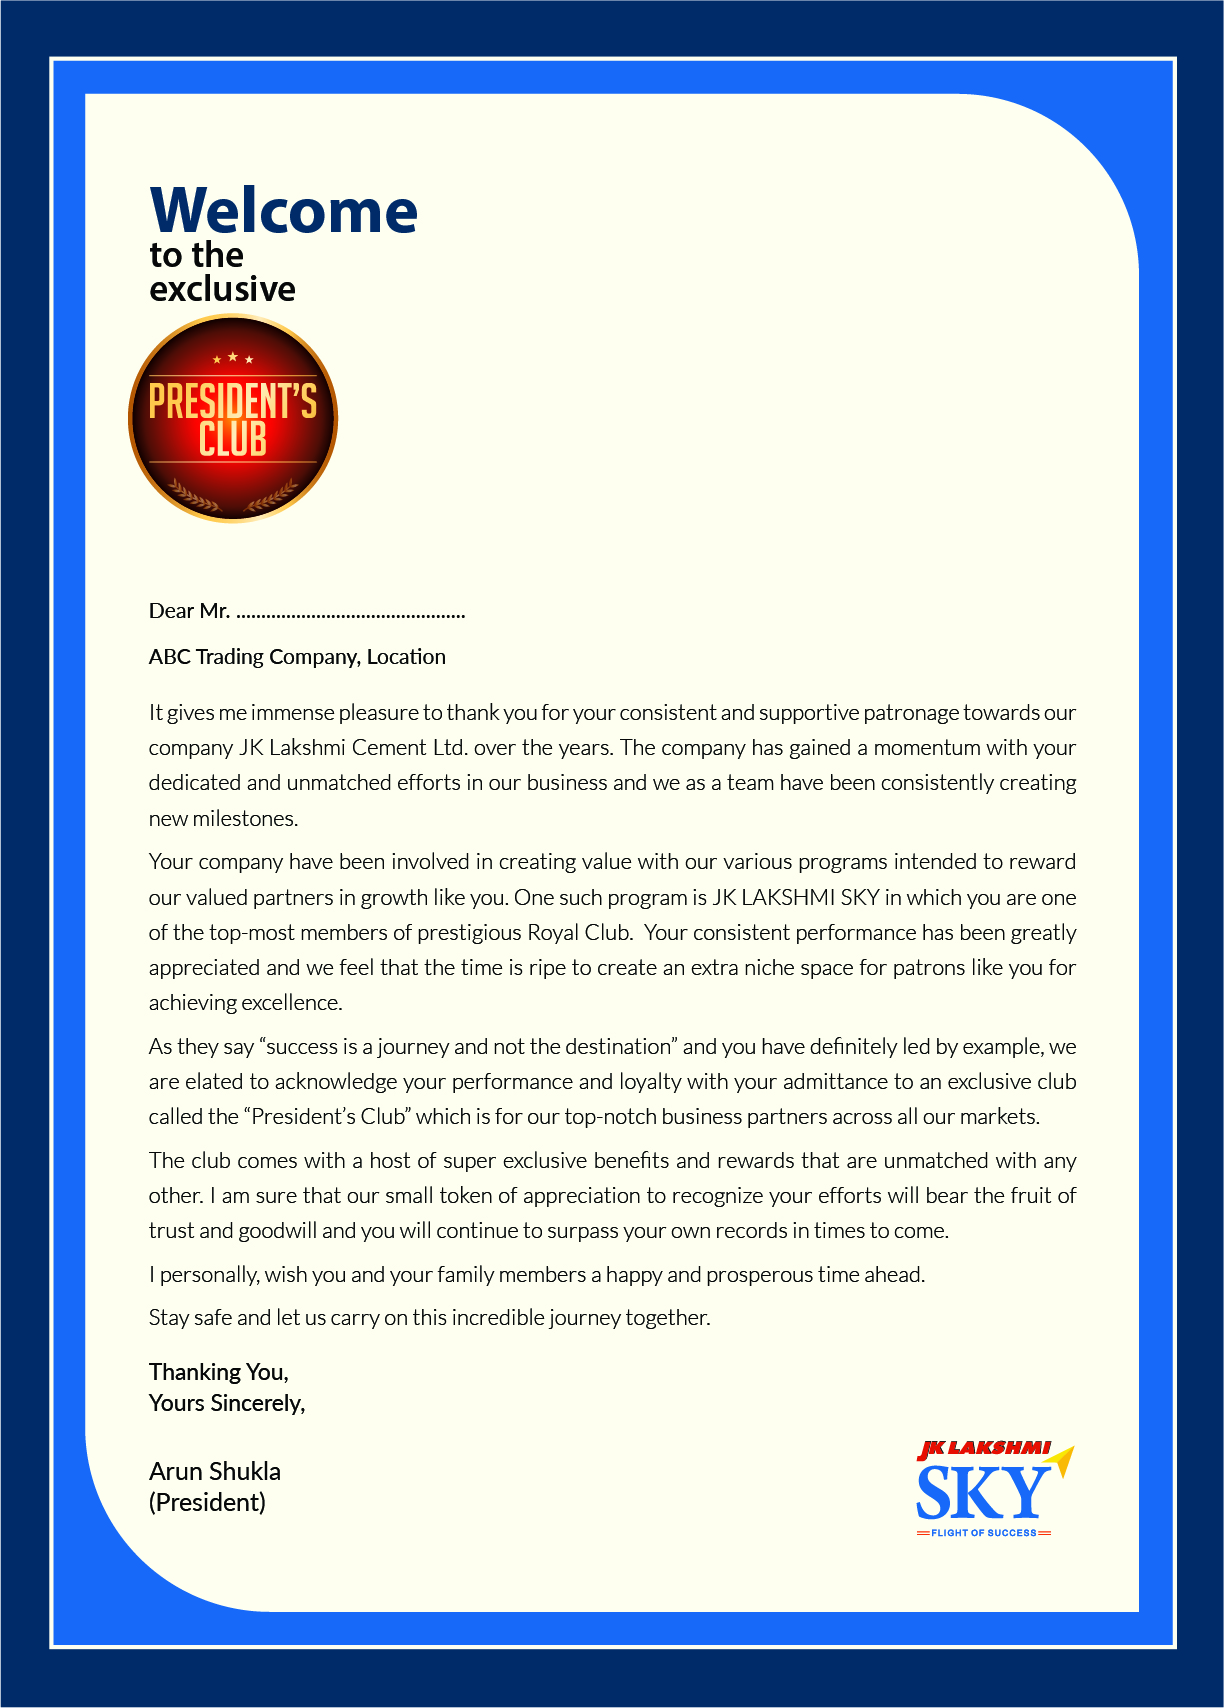 Welcome
to the
exclusive
PRESIDENT'S
CLUB
Dear Mr. ..............................................
ABC Trading Company, Location
It gives me immense pleasure to thank you for your consistent and supportive patronage towards our
company JK Lakshmi Cement Ltd. over the years. The company has gained a momentum with your
dedicated and unmatched efforts in our business and we as a team have been consistently creating
new milestones.
Your company have been involved in creating value with our various programs intended to reward
our valued partners in growth like you. One such program is JK LAKSHMI SKY in which you are one
of the top-most members of prestigious Royal Club.  Your consistent performance has been greatly
appreciated and we feel that the time is ripe to create an extra niche space for patrons like you for
achieving excellence.
As they say “success is a journey and not the destination” and you have definitely led by example, we
are elated to acknowledge your performance and loyalty with your admittance to an exclusive club
called the “President’s Club” which is for our top-notch business partners across all our markets.
The club comes with a host of super exclusive benefits and rewards that are unmatched with any
other. I am sure that our small token of appreciation to recognize your efforts will bear the fruit of
trust and goodwill and you will continue to surpass your own records in times to come.
I personally, wish you and your family members a happy and prosperous time ahead.
Stay safe and let us carry on this incredible journey together.
Thanking You,
Yours Sincerely,
Arun Shukla
(President)
JK LAKSHMI
SKY
FLIGHT OF SUCCESS